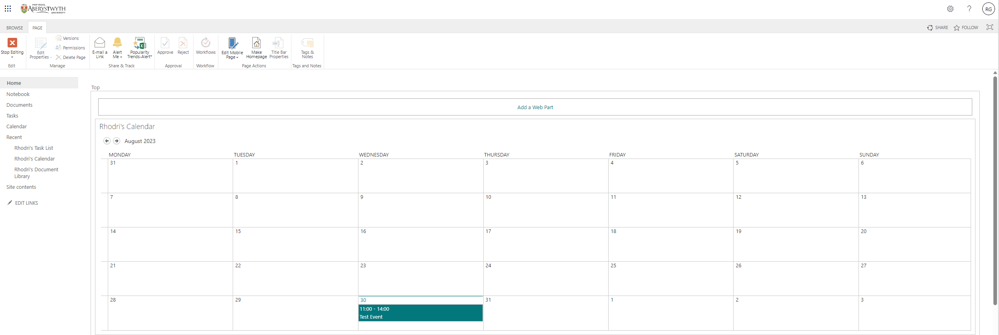 1872
PRIFYSGOL
ABERYSTWYTH
UNIVERSITY
RG
BROWSE
PAGE
SHARE
FOLLOW
Stop Editing
Edit
Edit
Properties
Versions
Permissions
Delete Page
Manage
E-mail a
Link
Alert
Me
Popularity
Trends-Alert*
Share & Track
Approve
Reject
Approval
Workflows
Workflow
Edit Mobile
Page
Make
Homepage
Title Bar
Properties
Page Actions
Tags &
Notes
Tags and Notes
Home
Notebook
Documents
Tasks
Calendar
Recent
Rhodri's Task List
Rhodri's Calendar
Rhodri's Document
Library
Site contents
EDIT LINKS
Top
Add a Web Part
Rhodri's Calendar
August 2023
MONDAY TUESDAY WEDNESDAY THURSDAY FRIDAY SATURDAY SUNDAY
31 1 2 3 4 5 6
7 8 9 10 11 12 13
14 15 16 17 18 19 20
21 22 23 24 25 26 27
28 29 30 31 1 2 3
11:00 - 14:00
Test Event